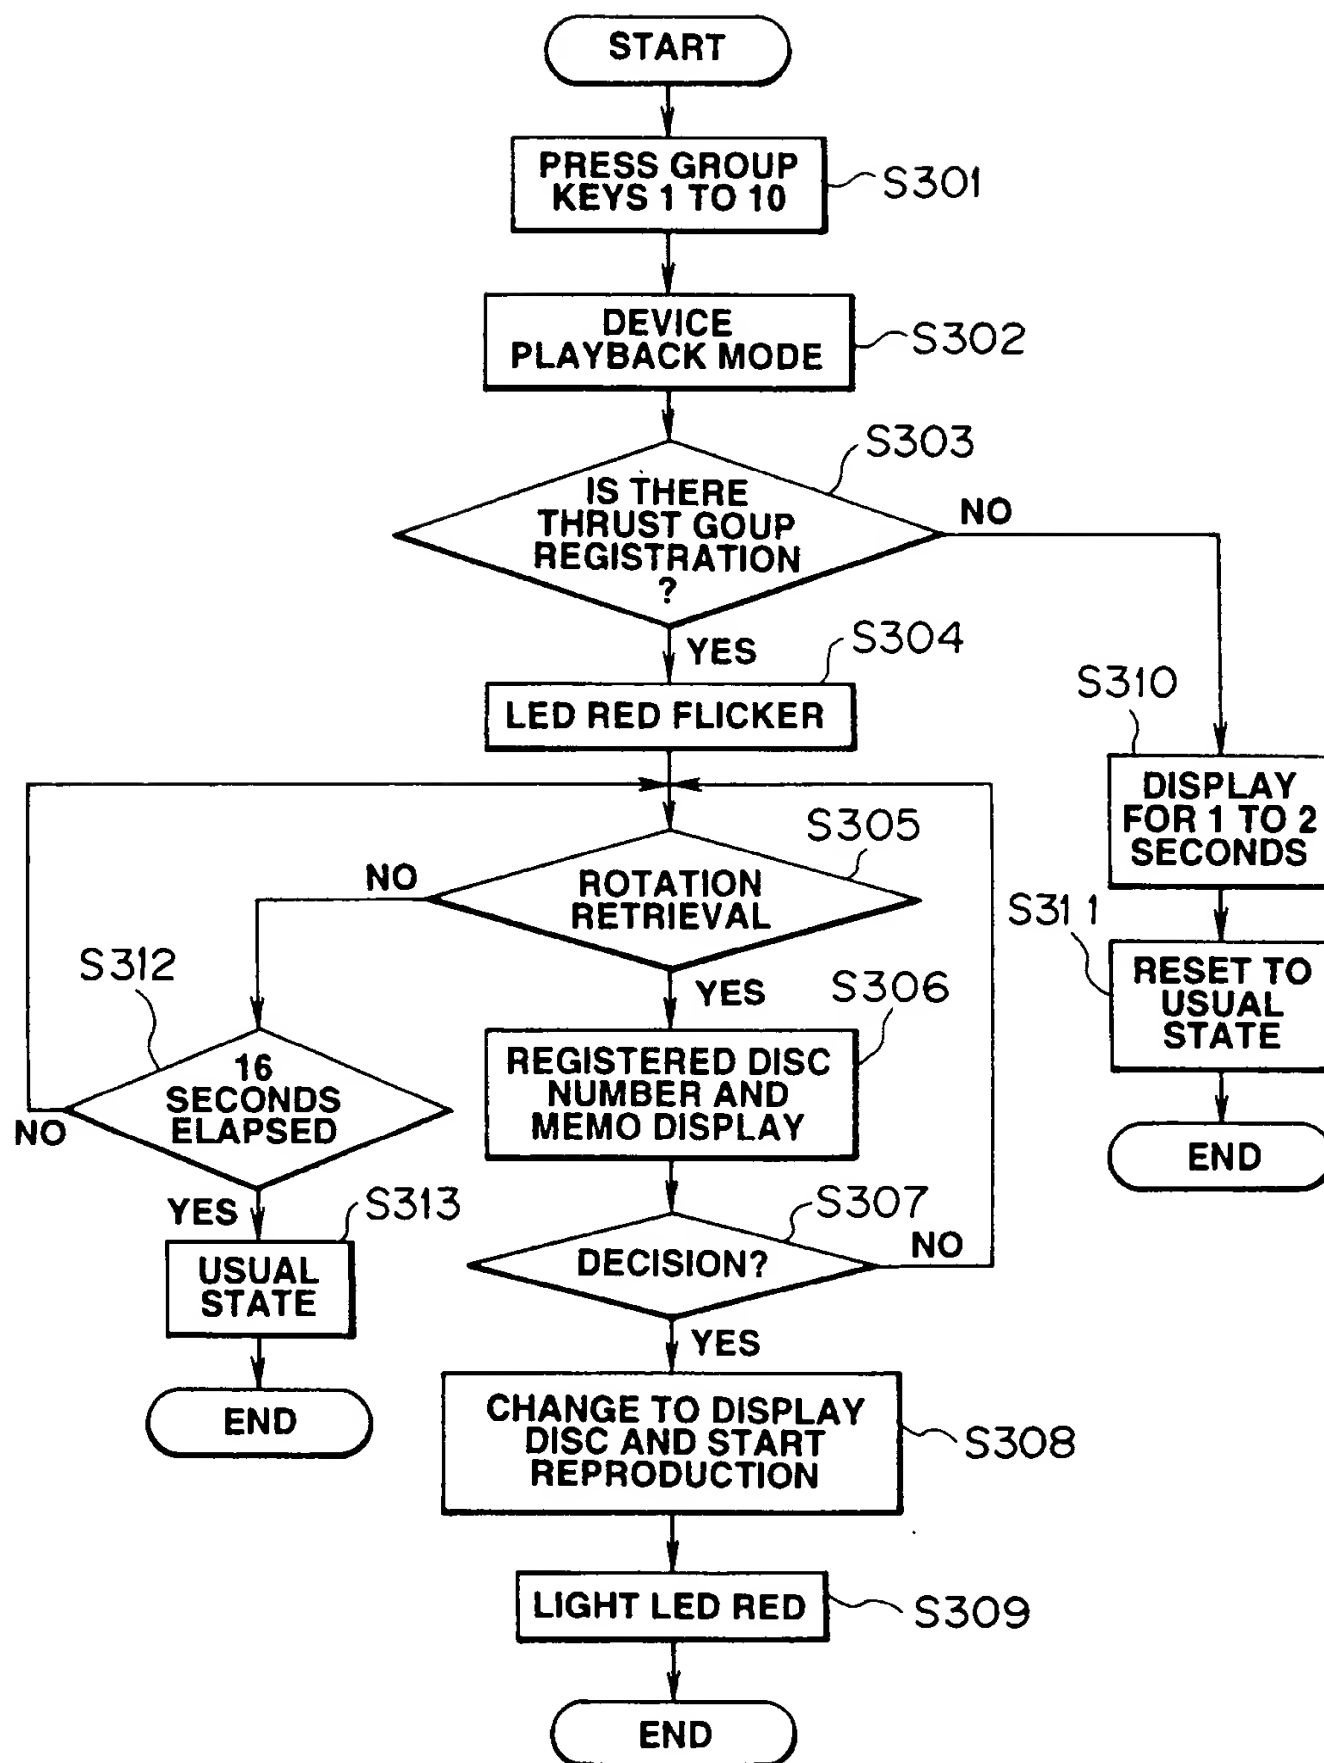 START
PRESS GROUP
KEYS 1 TO 10
S301
DEVICE
PLAYBACK MODE
S302
S303
IS THERE
THRUST GOUP
REGISTRATION
?
NO
YES
S304
LED RED FLICKER
S310
DISPLAY
FOR 1 TO 2
SECONDS
S305
NO
ROTATION
RETRIEVAL
S311
RESET TO
USUAL
STATE
S312
YES
S306
16
SECONDS
ELAPSED
REGISTERED DISC
NUMBER AND
MEMO DISPLAY
NO
END
YES
S313
S307
DECISION?
NO
USUAL
STATE
YES
END
CHANGE TO DISPLAY
DISC AND START
REPRODUCTION
S308
LIGHT LED RED
S309
END